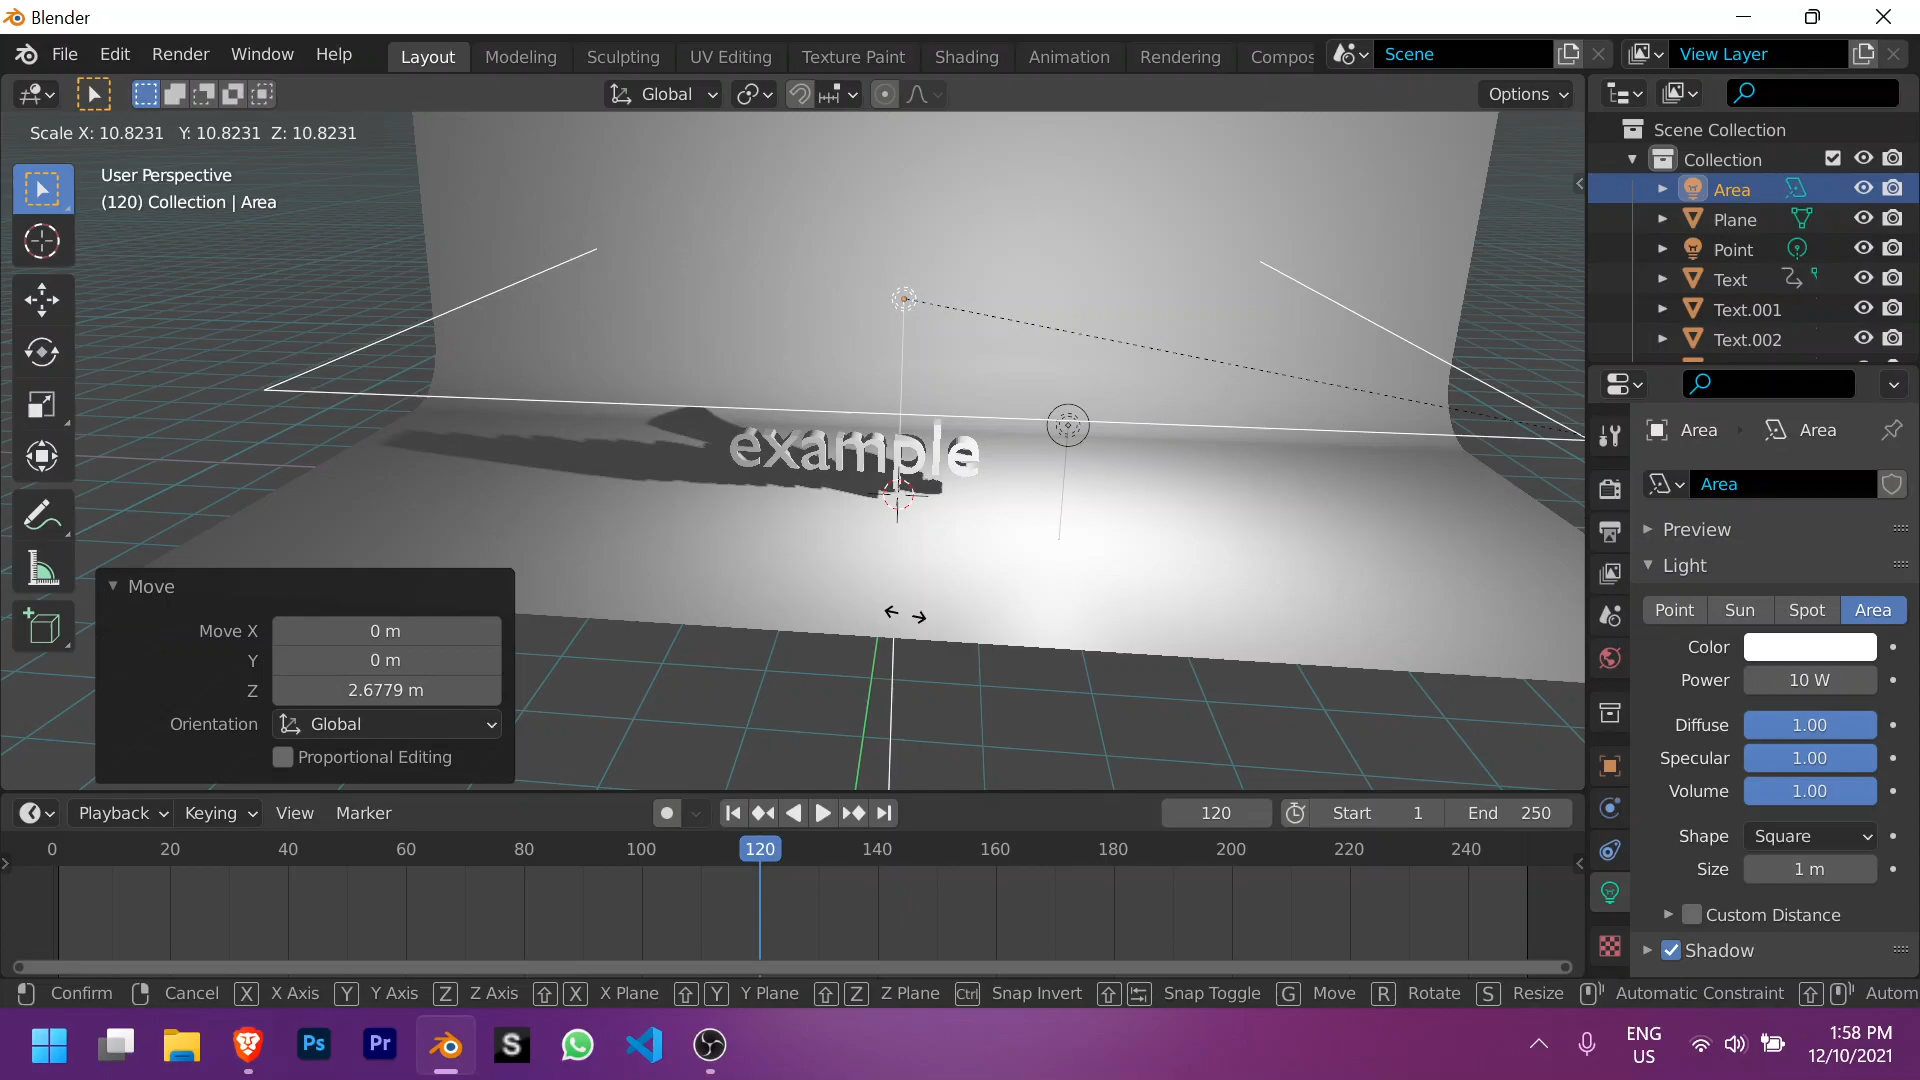 Blender
File Edit Render Window Help Layout Modeling Sculpting UV Editing Texture Paint Shading Animation Rendering Compos Scene View Layer
Global Options
Scale X: 10.8231 Y: 10.8231 Z: 10.8231
User Perspective
(120) Collection | Area
example
Move
Move X 0 m
Y 0 m
Z 2.6779 m
Orientation Global
Proportional Editing
Scene Collection
Collection
Area
Plane
Point
Text
Text.001
Text.002
Area Area
Area
Preview
Light
Point Sun Spot Area
Color
Power 10 W
Diffuse 1.00
Specular 1.00
Volume 1.00
Shape Square
Size 1 m
Custom Distance
Shadow
Playback Keying View Marker 120 Start 1 End 250
0 20 40 60 80 100 120 140 160 180 200 220 240
Confirm Cancel X X Axis Y Y Axis Z Z Axis X X Plane Y Y Plane Z Z Plane Ctrl Snap Invert Snap Toggle G Move R Rotate S Resize Automatic Constraint Autom
Ps Pr S
ENG
US
1:58 PM
12/10/2021